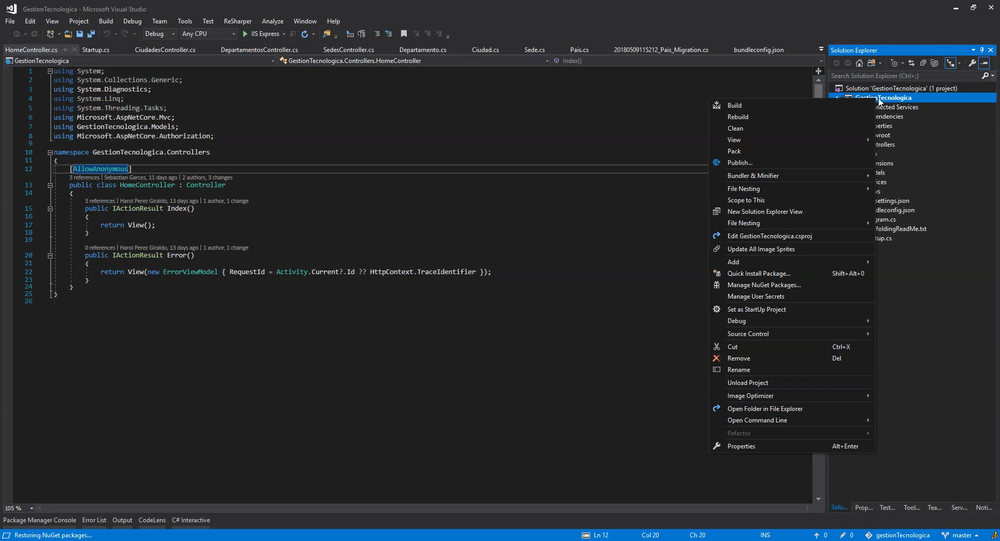 GestionTecnologica - Microsoft Visual Studio
File Edit View Project Build Debug Team Tools Test ReSharper Analyze Window Help
Debug Any CPU IIS Express
HomeController.cs Startup.cs CiudadesController.cs DepartamentosController.cs SedesController.cs Departamento.cs Ciudad.cs Sede.cs Pais.cs 20180509115212_Pais_Migration.cs bundleconfig.json
GestionTecnologica GestionTecnologica.Controllers.HomeController Index()
1 using System;
2 using System.Collections.Generic;
3 using System.Diagnostics;
4 using System.Linq;
5 using System.Threading.Tasks;
6 using Microsoft.AspNetCore.Mvc;
7 using GestionTecnologica.Models;
8 using Microsoft.AspNetCore.Authorization;
9
10 namespace GestionTecnologica.Controllers
11 {
12 [AllowAnonymous]
3 references | Sebastian Garces, 11 days ago | 2 authors, 3 changes
13 public class HomeController : Controller
14 {
3 references | Harol Perez Giraldo, 13 days ago | 1 author, 1 change
15 public IActionResult Index()
16 {
17 return View();
18 }
19
0 references | Harol Perez Giraldo, 13 days ago | 1 author, 1 change
20 public IActionResult Error()
21 {
22 return View(new ErrorViewModel { RequestId = Activity.Current?.Id ?? HttpContext.TraceIdentifier });
23 }
24 }
25 }
26
Build
Rebuild
Clean
View
Pack
Publish...
Bundler & Minifier
File Nesting
Scope to This
New Solution Explorer View
File Nesting
Edit GestionTecnologica.csproj
Update All Image Sprites
Add
Quick Install Package... Shift+Alt+0
Manage NuGet Packages...
Manage User Secrets
Set as StartUp Project
Debug
Source Control
Cut Ctrl+X
Remove Del
Rename
Unload Project
Image Optimizer
Open Folder in File Explorer
Open Command Line
Refactor
Properties Alt+Enter
Solution Explorer
Search Solution Explorer (Ctrl+;)
Solution 'GestionTecnologica' (1 project)
GestionTecnologica
nected Services
endencies
perties
wroot
trollers
a
nsions
dels
ices
ws
settings.json
dleconfig.json
gram.cs
ffoldingReadMe.txt
tup.cs
Solu... Prop... Test... Tool... Tea... Serv... Noti...
105 %
Package Manager Console Error List Output CodeLens C# Interactive
Restoring NuGet packages... Ln 12 Col 20 Ch 20 INS 0 0 gestionTecnologica master